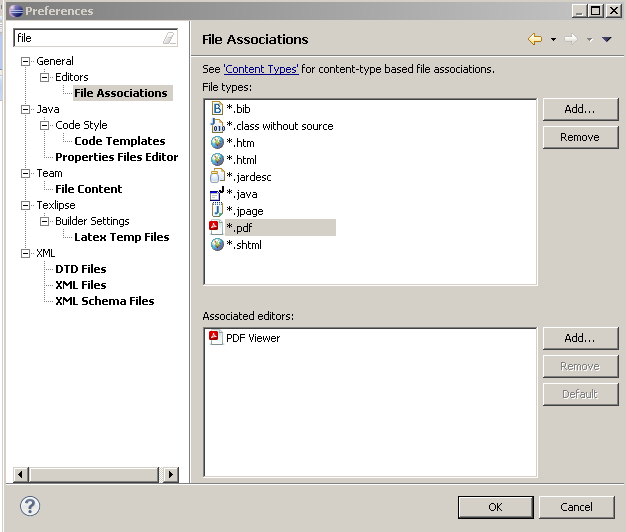 Preferences
file
General
Editors
File Associations
Java
Code Style
Code Templates
Properties Files Editor
Team
File Content
Texlipse
Builder Settings
Latex Temp Files
XML
DTD Files
XML Files
XML Schema Files
File Associations
See 'Content Types' for content-type based file associations.
File types:
*.bib
*.class without source
*.htm
*.html
*.jardesc
*.java
*.jpage
*.pdf
*.shtml
Add...
Remove
Associated editors:
PDF Viewer
Add...
Remove
Default
OK
Cancel